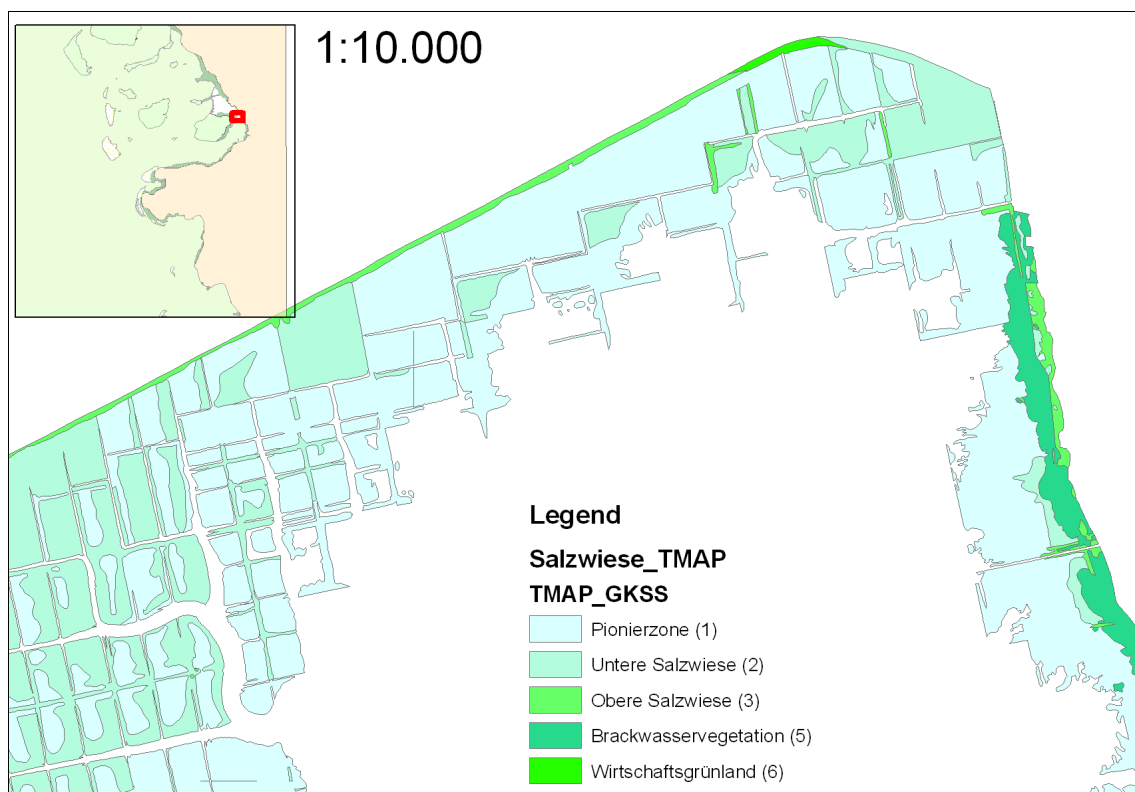 1:10.000
Legend
Salzwiese_TMAP
TMAP_GKSS
Pionierzone (1)
Untere Salzwiese (2)
Obere Salzwiese (3)
Brackwasservegetation (5)
Wirtschaftsgrünland (6)